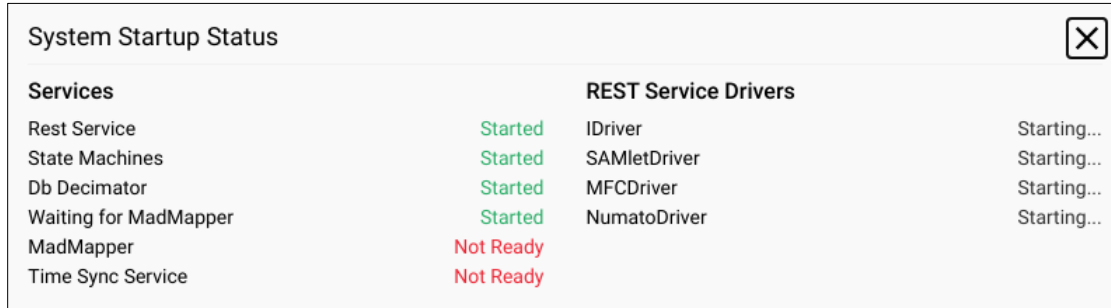 System Startup Status
Services
Rest Service Started
State Machines Started
Db Decimator Started
Waiting for MadMapper Started
MadMapper Not Ready
Time Sync Service Not Ready
REST Service Drivers
IDriver Starting...
SAMletDriver Starting...
MFCDriver Starting...
NumatoDriver Starting...